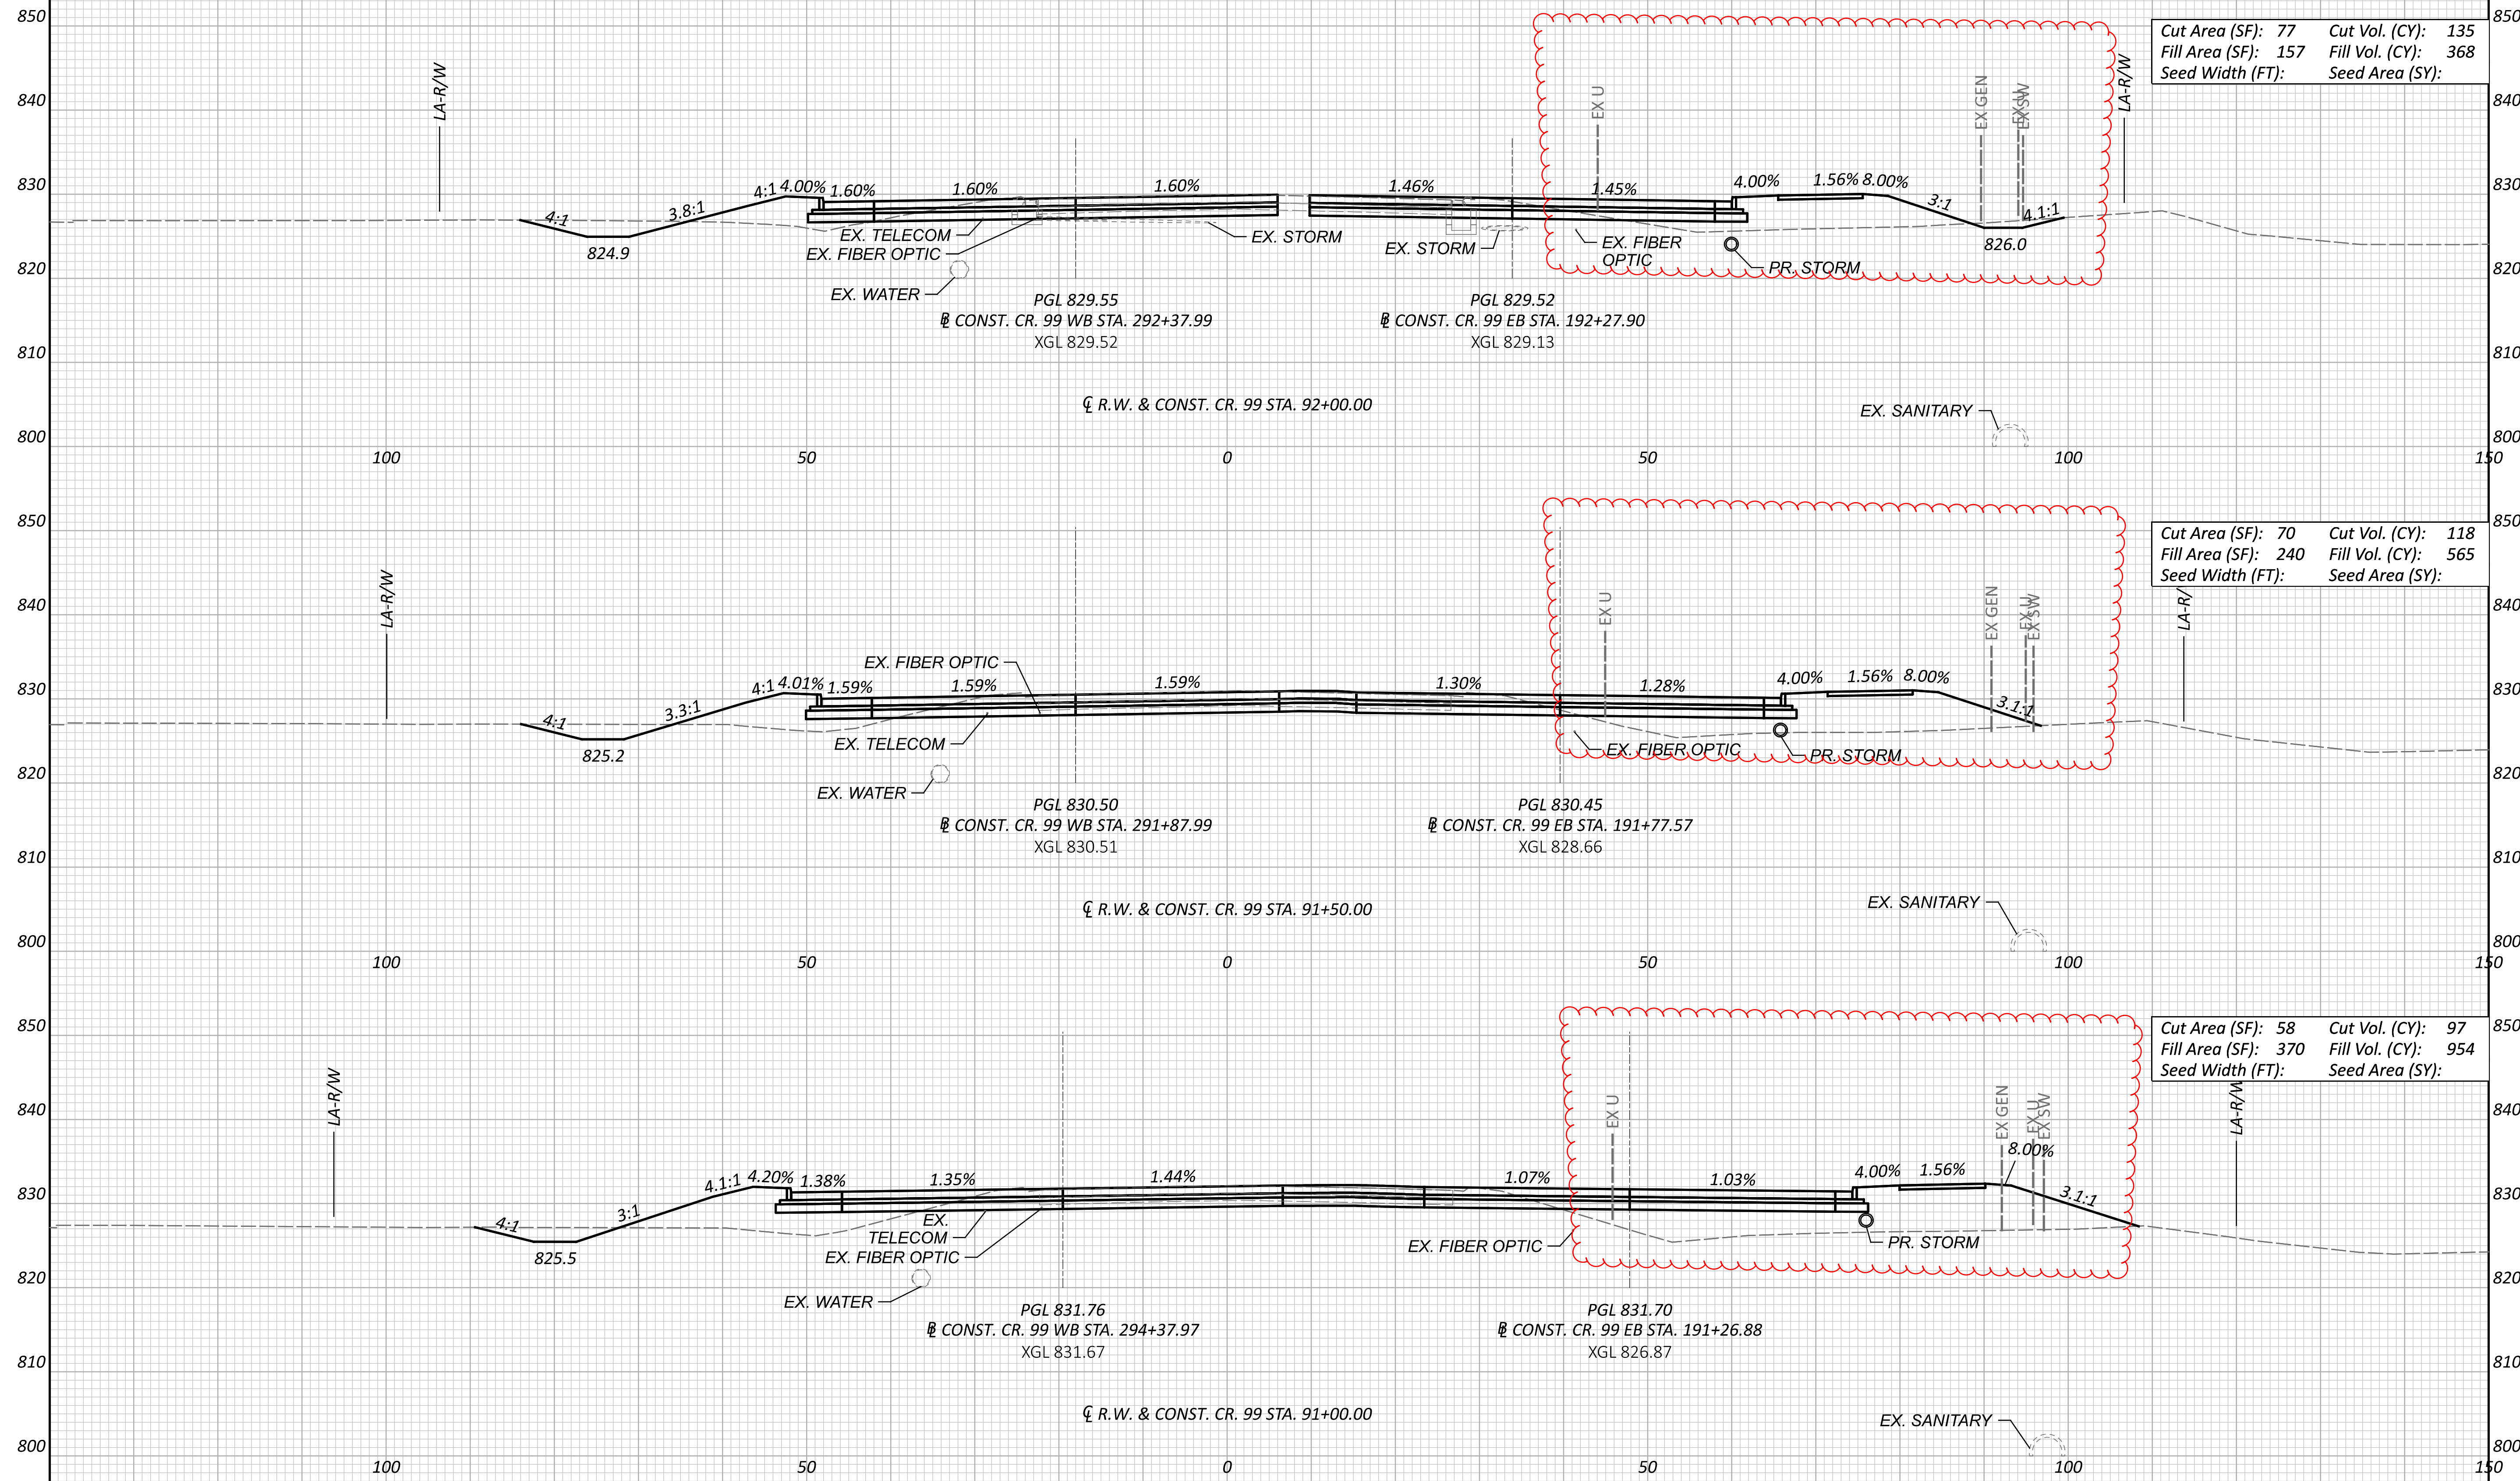 850
850
Cut Area (SF): 77 Cut Vol. (CY): 135
Fill Area (SF): 157 Fill Vol. (CY): 368
Seed Width (FT): Seed Area (SY):
840
840
LA-R/W
EX U
EX GEN
EX U
EX SW
LA-R/W
830
830
4:1
3.8:1
4:1
4.00%
1.60%
1.60%
1.60%
1.46%
1.45%
4.00%
1.56%
8.00%
3:1
4.1:1
824.9
EX. TELECOM
EX. FIBER OPTIC
EX. STORM
EX. STORM
EX. FIBER
OPTIC
826.0
820
820
EX. WATER
PR. STORM
PGL 829.55
℄ CONST. CR. 99 WB STA. 292+37.99
XGL 829.52
PGL 829.52
℄ CONST. CR. 99 EB STA. 192+27.90
XGL 829.13
810
810
℄ R.W. & CONST. CR. 99 STA. 92+00.00
EX. SANITARY
800
800
100
50
0
50
100
150
850
850
Cut Area (SF): 70 Cut Vol. (CY): 118
Fill Area (SF): 240 Fill Vol. (CY): 565
Seed Width (FT): Seed Area (SY):
840
840
LA-R/W
EX U
EX GEN
EX U
EX SW
LA-R/
830
830
EX. FIBER OPTIC
4:1
3.3:1
4:1
4.01%
1.59%
1.59%
1.59%
1.30%
1.28%
4.00%
1.56%
8.00%
3.1:1
825.2
EX. TELECOM
EX. FIBER OPTIC
PR. STORM
820
820
EX. WATER
PGL 830.50
℄ CONST. CR. 99 WB STA. 291+87.99
XGL 830.51
PGL 830.45
℄ CONST. CR. 99 EB STA. 191+77.57
XGL 828.66
810
810
℄ R.W. & CONST. CR. 99 STA. 91+50.00
EX. SANITARY
800
800
100
50
0
50
100
150
850
850
Cut Area (SF): 58 Cut Vol. (CY): 97
Fill Area (SF): 370 Fill Vol. (CY): 954
Seed Width (FT): Seed Area (SY):
840
840
LA-R/W
EX U
EX GEN
EX U
EX SW
LA-R/W
830
830
4:1
3:1
4.1:1
4.20%
1.38%
1.35%
1.44%
1.07%
1.03%
4.00%
1.56%
8.00%
3.1:1
825.5
EX.
TELECOM
EX. FIBER OPTIC
EX. FIBER OPTIC
PR. STORM
820
820
EX. WATER
PGL 831.76
℄ CONST. CR. 99 WB STA. 294+37.97
XGL 831.67
PGL 831.70
℄ CONST. CR. 99 EB STA. 191+26.88
XGL 826.87
810
810
℄ R.W. & CONST. CR. 99 STA. 91+00.00
EX. SANITARY
800
800
100
50
0
50
100
150